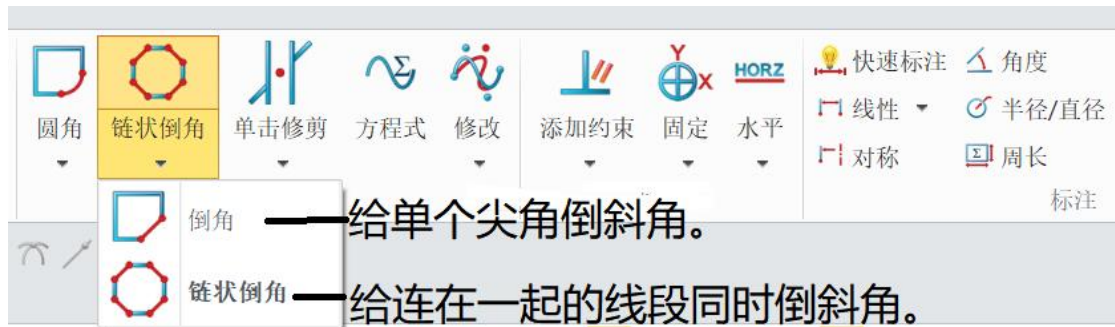 圆角 链状倒角 单击修剪 方程式 修改 添加约束 Y X 固定 HORZ 水平
快速标注 角度
线性 半径/直径
对称 周长
标注
倒角 给单个尖角倒斜角。
链状倒角 给连在一起的线段同时倒斜角。